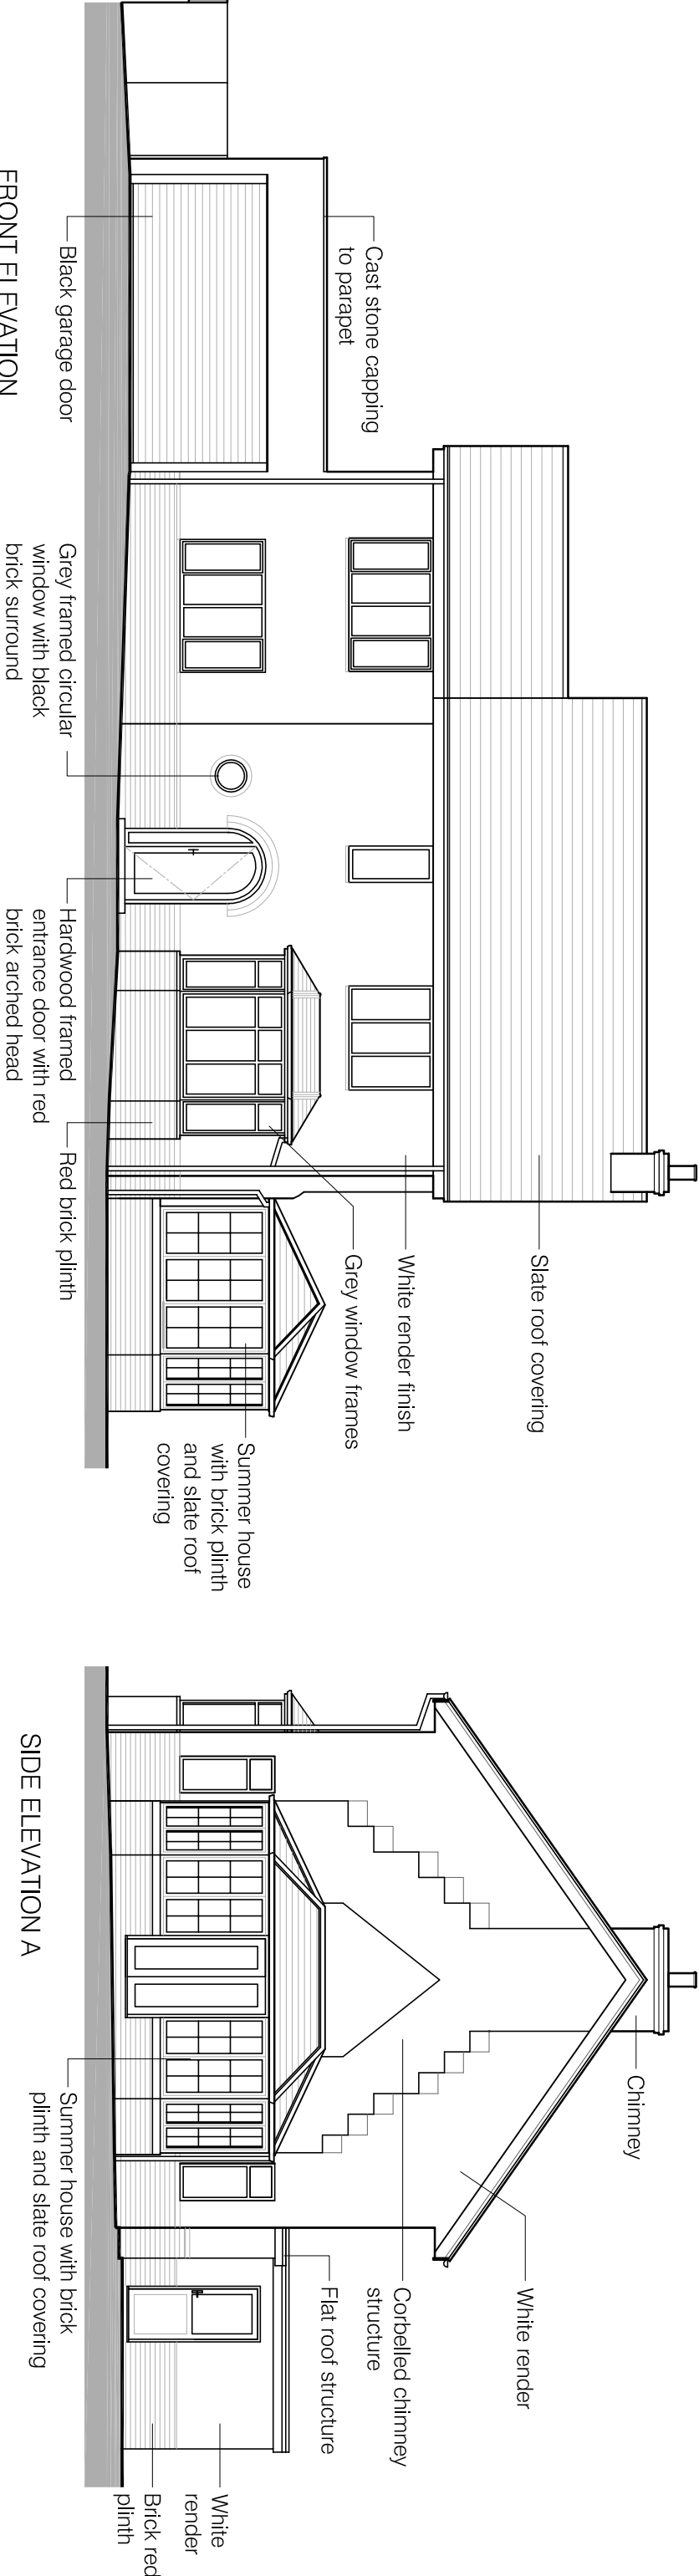 Cast stone capping
to parapet
Slate roof covering
White render finish
Grey window frames
Summer house
with brick plinth
and slate roof
covering
Black garage door
Grey framed circular
window with black
brick surround
Hardwood framed
entrance door with red
brick arched head
Red brick plinth
FRONT ELEVATION
Chimney
White render
Corbelled chimney
structure
Flat roof structure
White
render
Brick red
plinth
Summer house with brick
plinth and slate roof covering
SIDE ELEVATION A